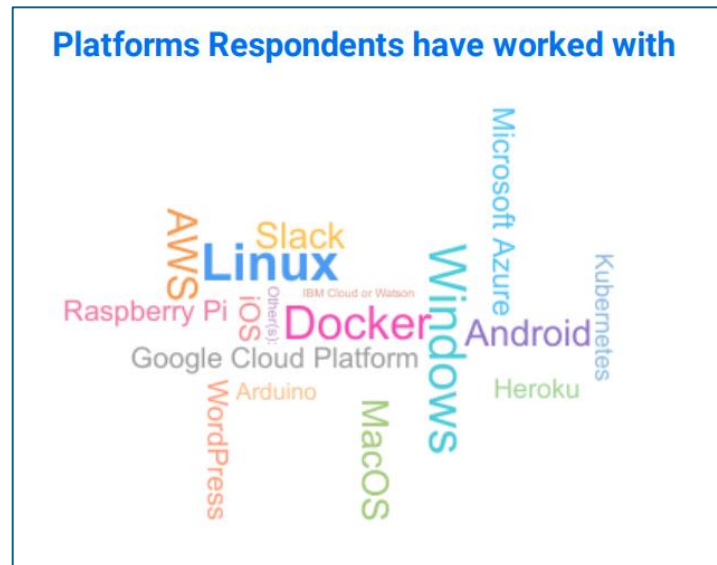 Platforms Respondents have worked with
Microsoft Azure
AWS
Slack
Linux
Windows
Kubernetes
IBM Cloud or Watson
Other(s):
iOS
Raspberry Pi
Docker
Android
Google Cloud Platform
WordPress
Arduino
MacOS
Heroku